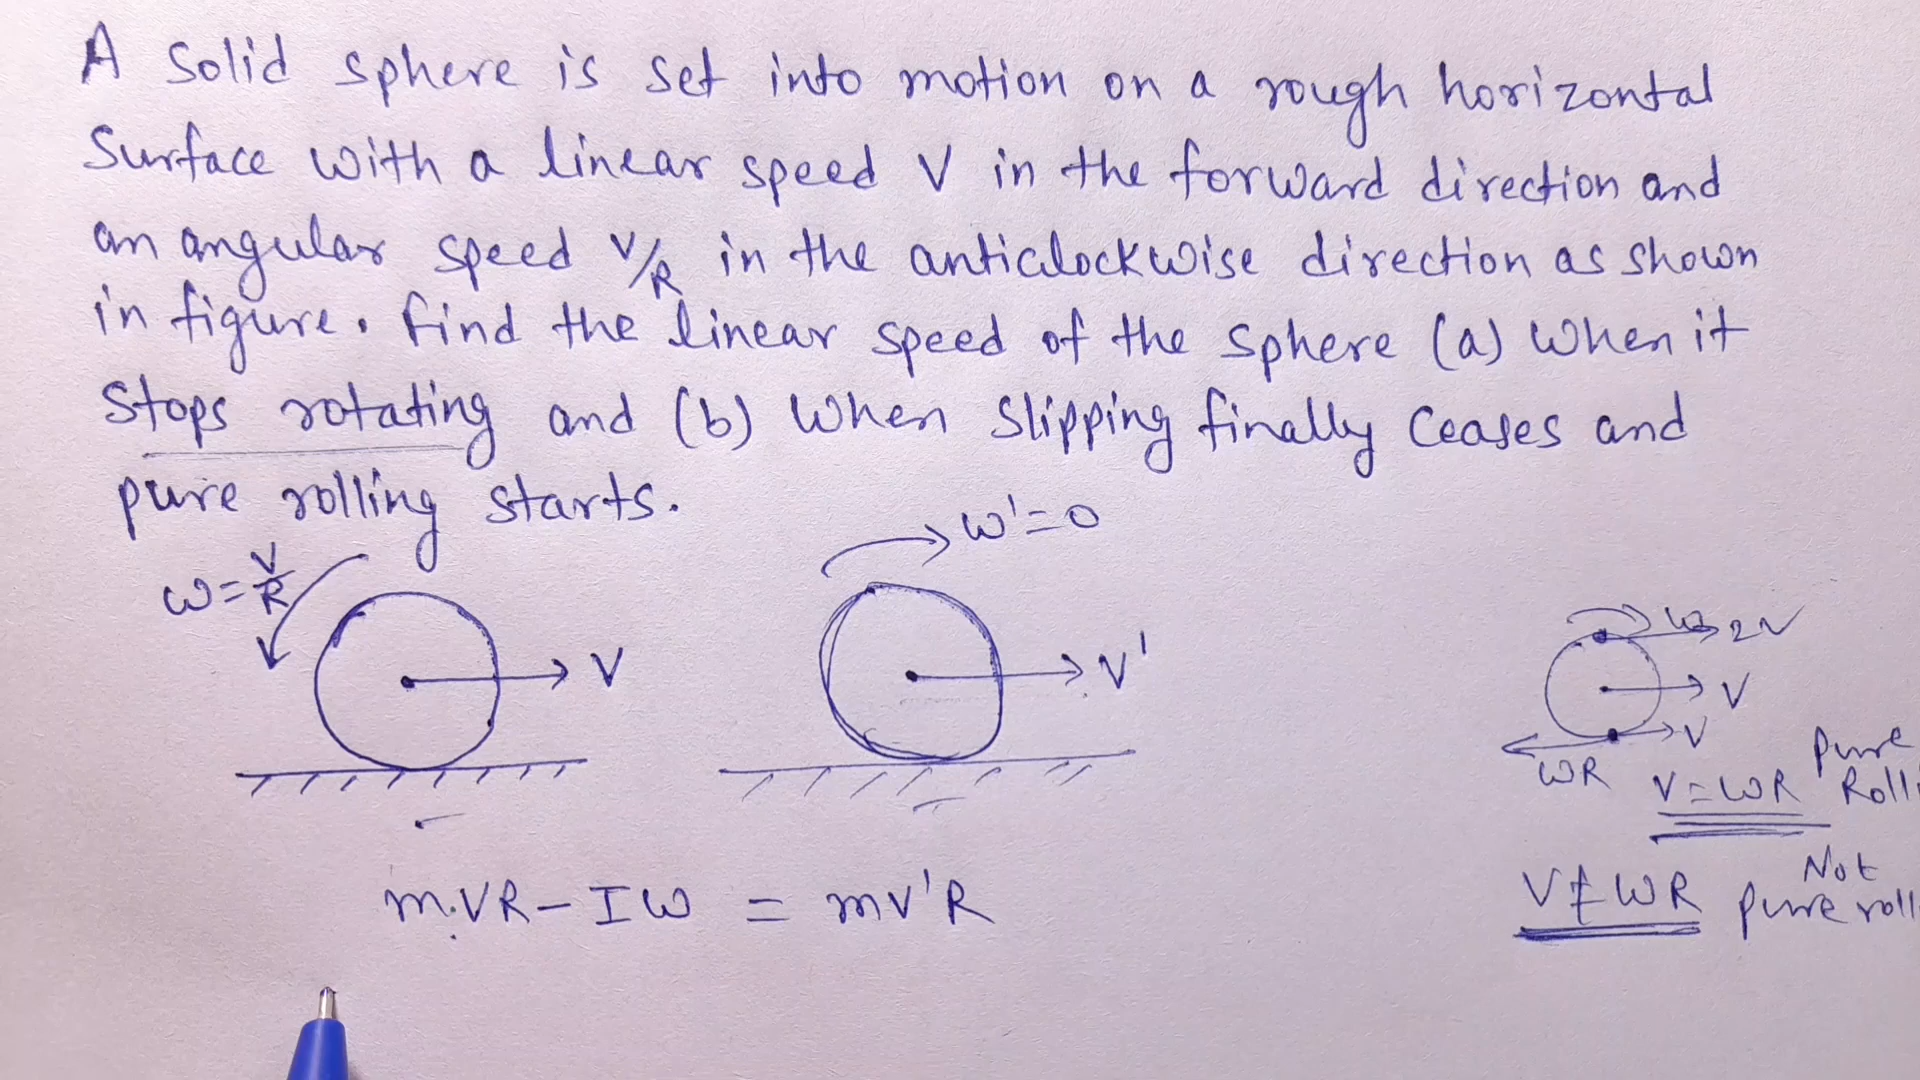 A Solid sphere is set into motion on a rough horizontal
Surface with a linear speed V in the forward direction and
an angular speed V/R in the anticlockwise direction as shown
in figure. Find the linear speed of the sphere (a) When it
Stops rotating and (b) When Slipping finally Ceases and
pure rolling starts.
ω = V/R
V
ω' = 0
V'
2V
V
V
ωR
V = ωR
Pure
Rolli
V ≠ ωR
Not
pure roll
m.VR - Iω = mV'R